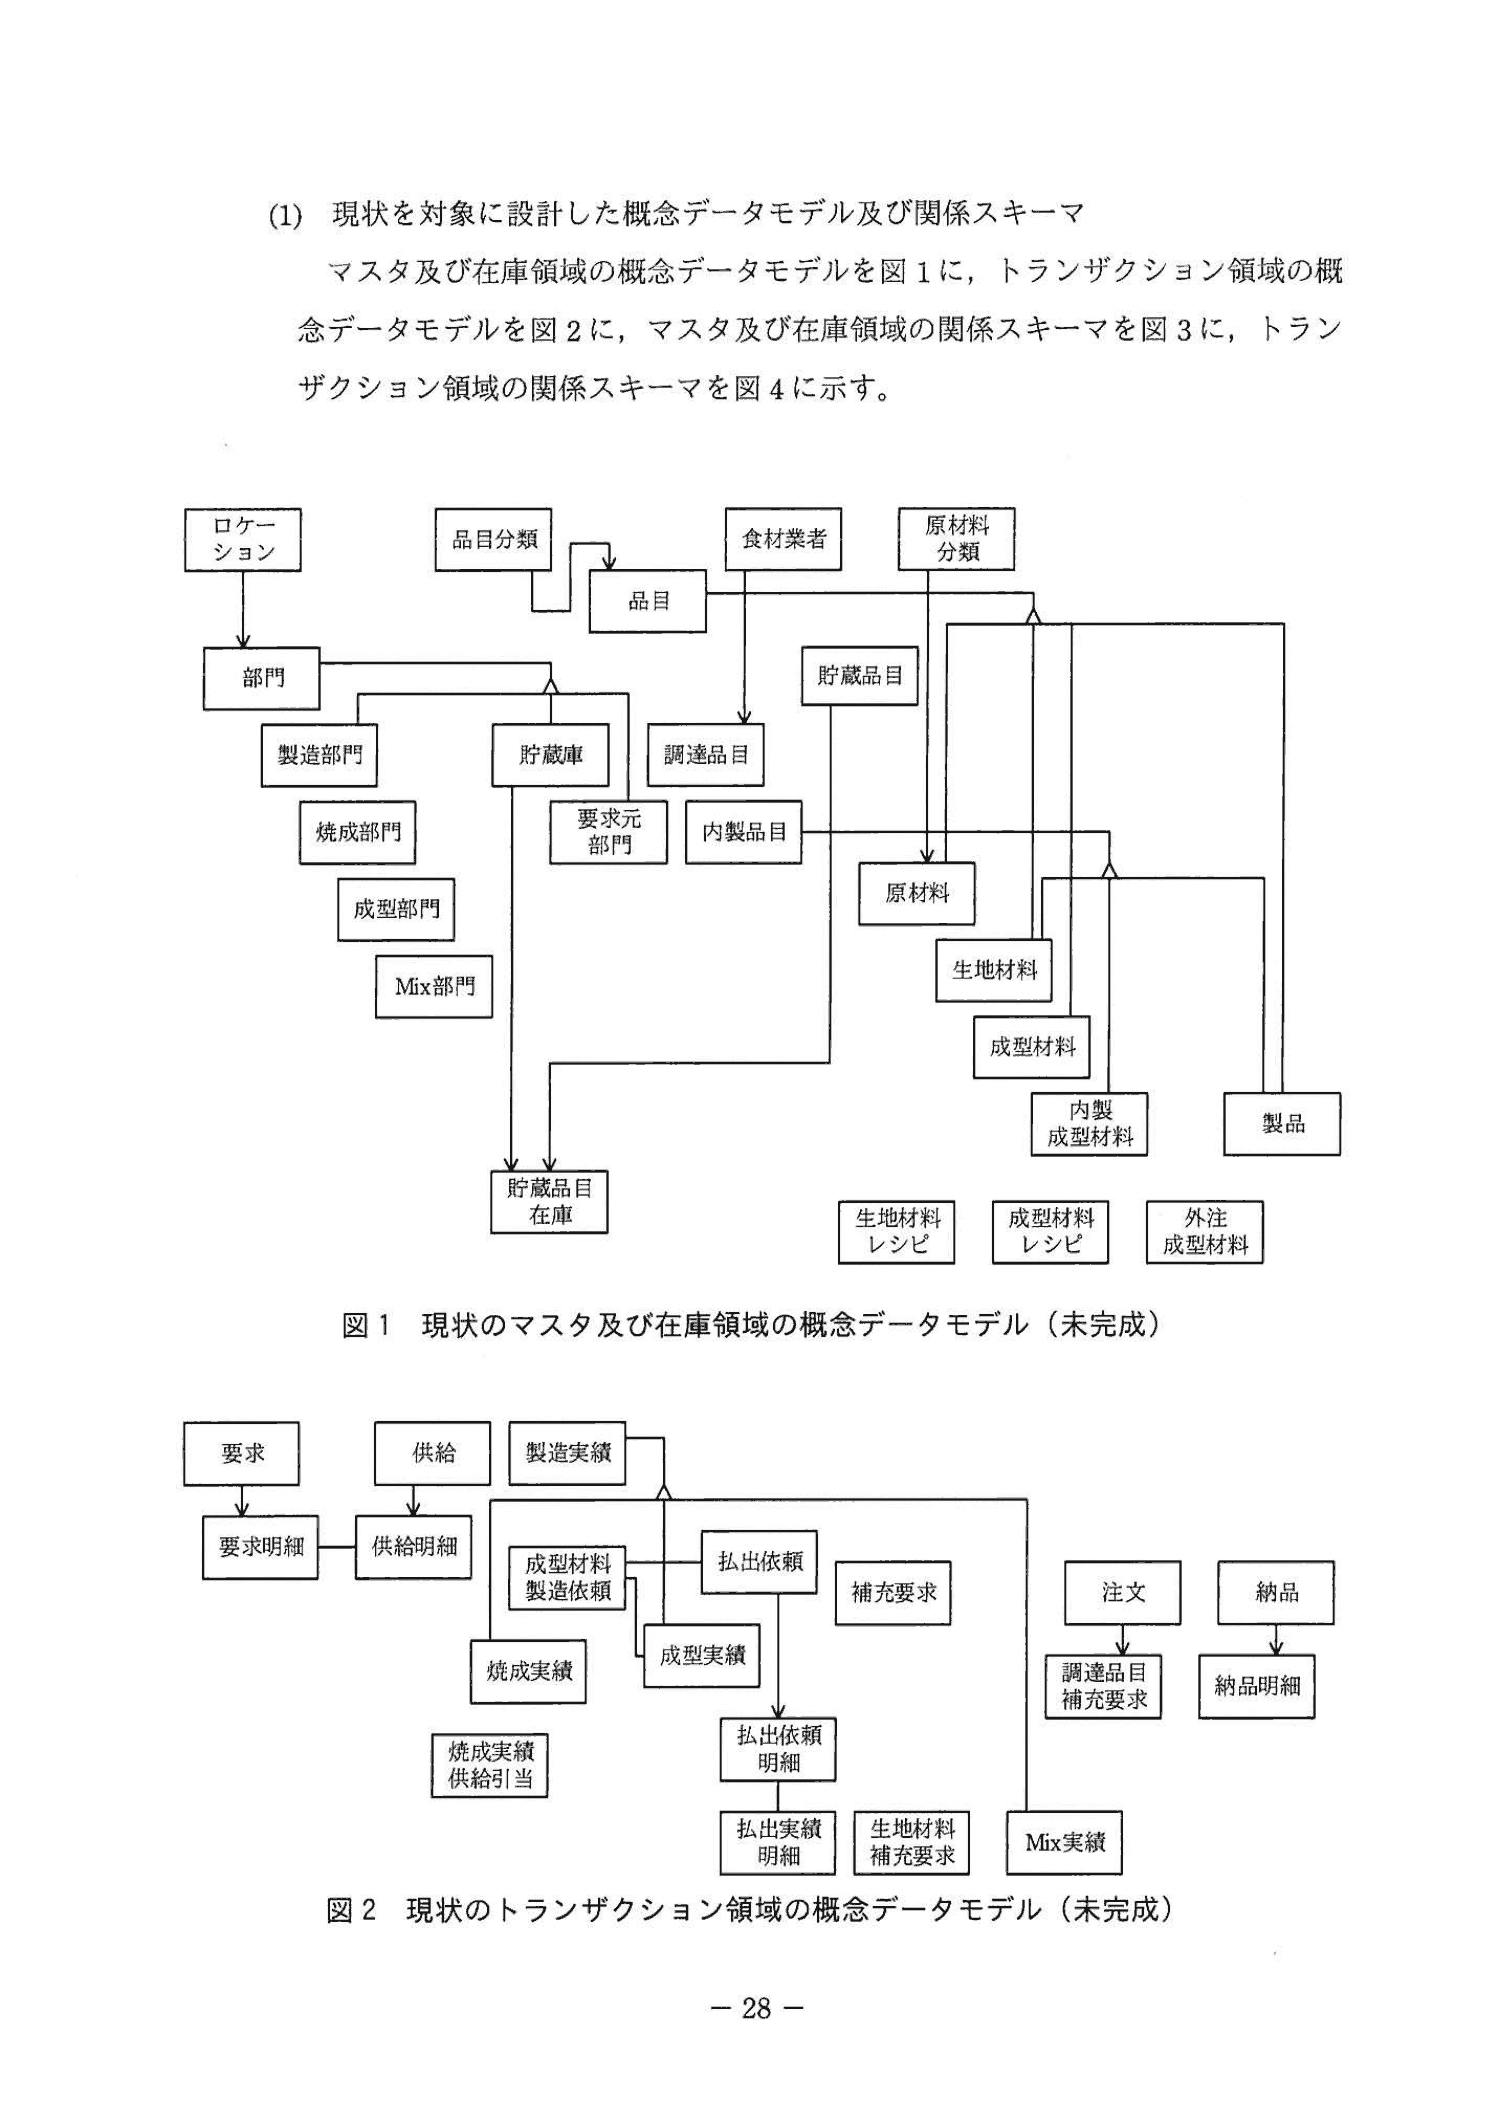 (1) 現状を対象に設計した概念データモデル及び関係スキーマ
マスタ及び在庫領域の概念データモデルを図1に，トランザクション領域の概
念データモデルを図2に，マスタ及び在庫領域の関係スキーマを図3に，トラン
ザクション領域の関係スキーマを図4に示す。
ロケー
ション
品目分類
食材業者
原材料
分類
品目
部門
貯蔵品目
製造部門
貯蔵庫
調達品目
焼成部門
要求元
部門
内製品目
原材料
成型部門
生地材料
Mix部門
成型材料
内製
成型材料
製品
貯蔵品目
在庫
生地材料
レシピ
成型材料
レシピ
外注
成型材料
図1 現状のマスタ及び在庫領域の概念データモデル（未完成）
要求
供給
製造実績
要求明細
供給明細
成型材料
製造依頼
払出依頼
補充要求
注文
納品
焼成実績
成型実績
調達品目
補充要求
納品明細
焼成実績
供給引当
払出依頼
明細
払出実績
明細
生地材料
補充要求
Mix実績
図2 現状のトランザクション領域の概念データモデル（未完成）
－ 28 －